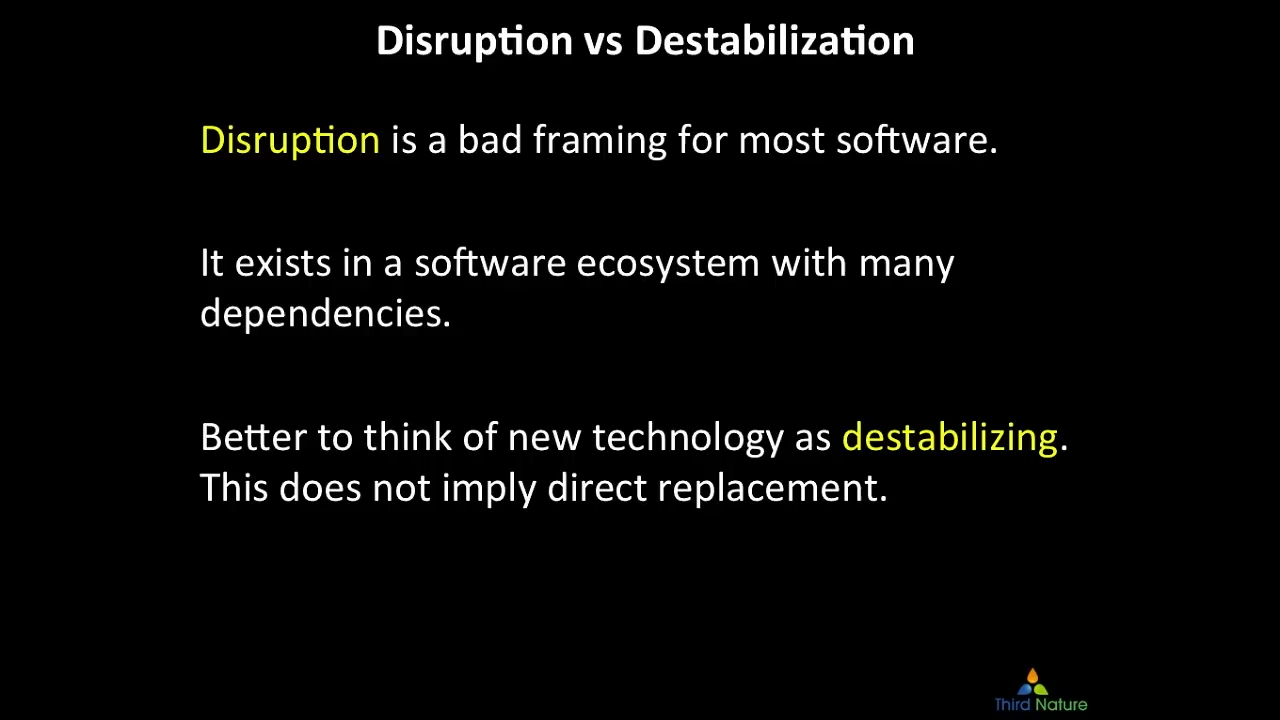 Disruption vs Destabilization
Disruption is a bad framing for most software.
It exists in a software ecosystem with many
dependencies.
Better to think of new technology as destabilizing.
This does not imply direct replacement.
Third Nature